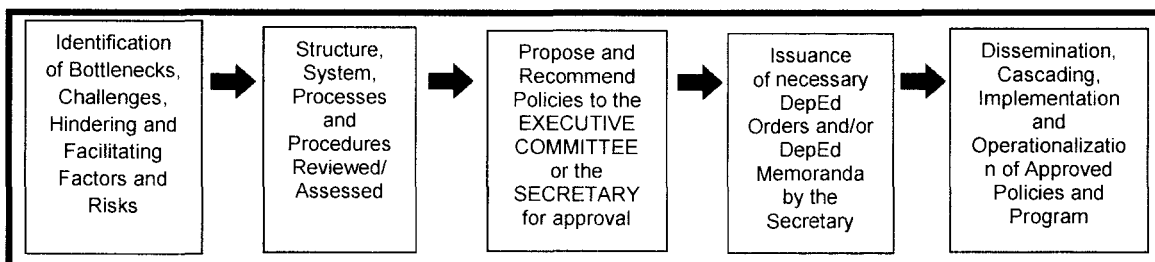 Identification
of Bottlenecks,
Challenges,
Hindering and
Facilitating
Factors and
Risks
Structure,
System,
Processes
and
Procedures
Reviewed/
Assessed
Propose and
Recommend
Policies to the
EXECUTIVE
COMMITTEE
or the
SECRETARY
for approval
Issuance
of necessary
DepEd
Orders and/or
DepEd
Memoranda
by the
Secretary
Dissemination,
Cascading,
Implementation
and
Operationalizatio
n of Approved
Policies and
Program